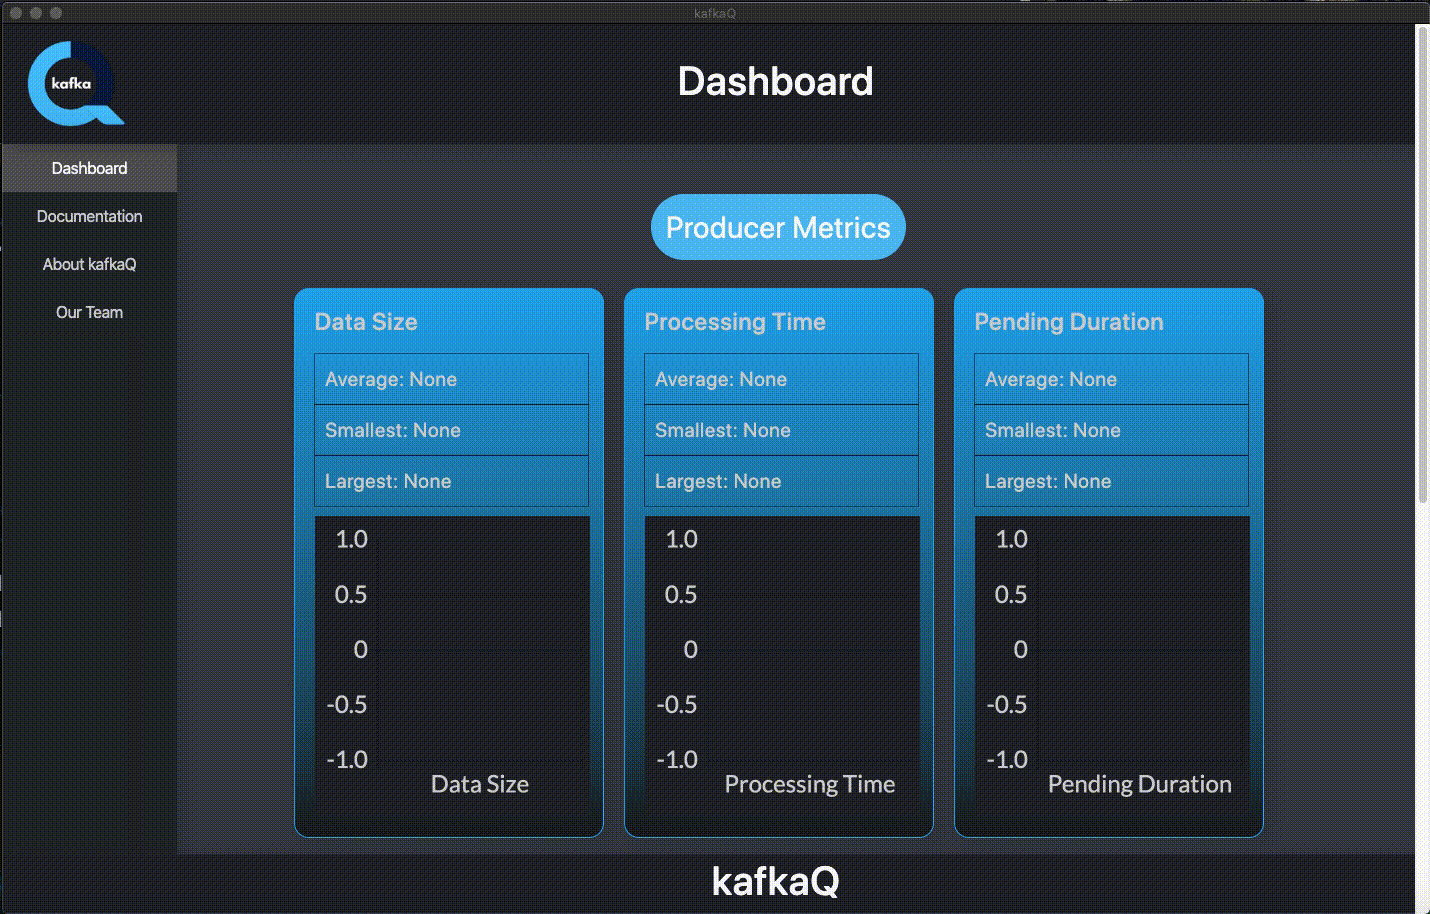 kafkaQ
kafka
Dashboard
Dashboard
Documentation
About kafkaQ
Our Team
Producer Metrics
Data Size
Average: None
Smallest: None
Largest: None
1.0
0.5
0
-0.5
-1.0
Data Size
Processing Time
Average: None
Smallest: None
Largest: None
1.0
0.5
0
-0.5
-1.0
Processing Time
Pending Duration
Average: None
Smallest: None
Largest: None
1.0
0.5
0
-0.5
-1.0
Pending Duration
kafkaQ